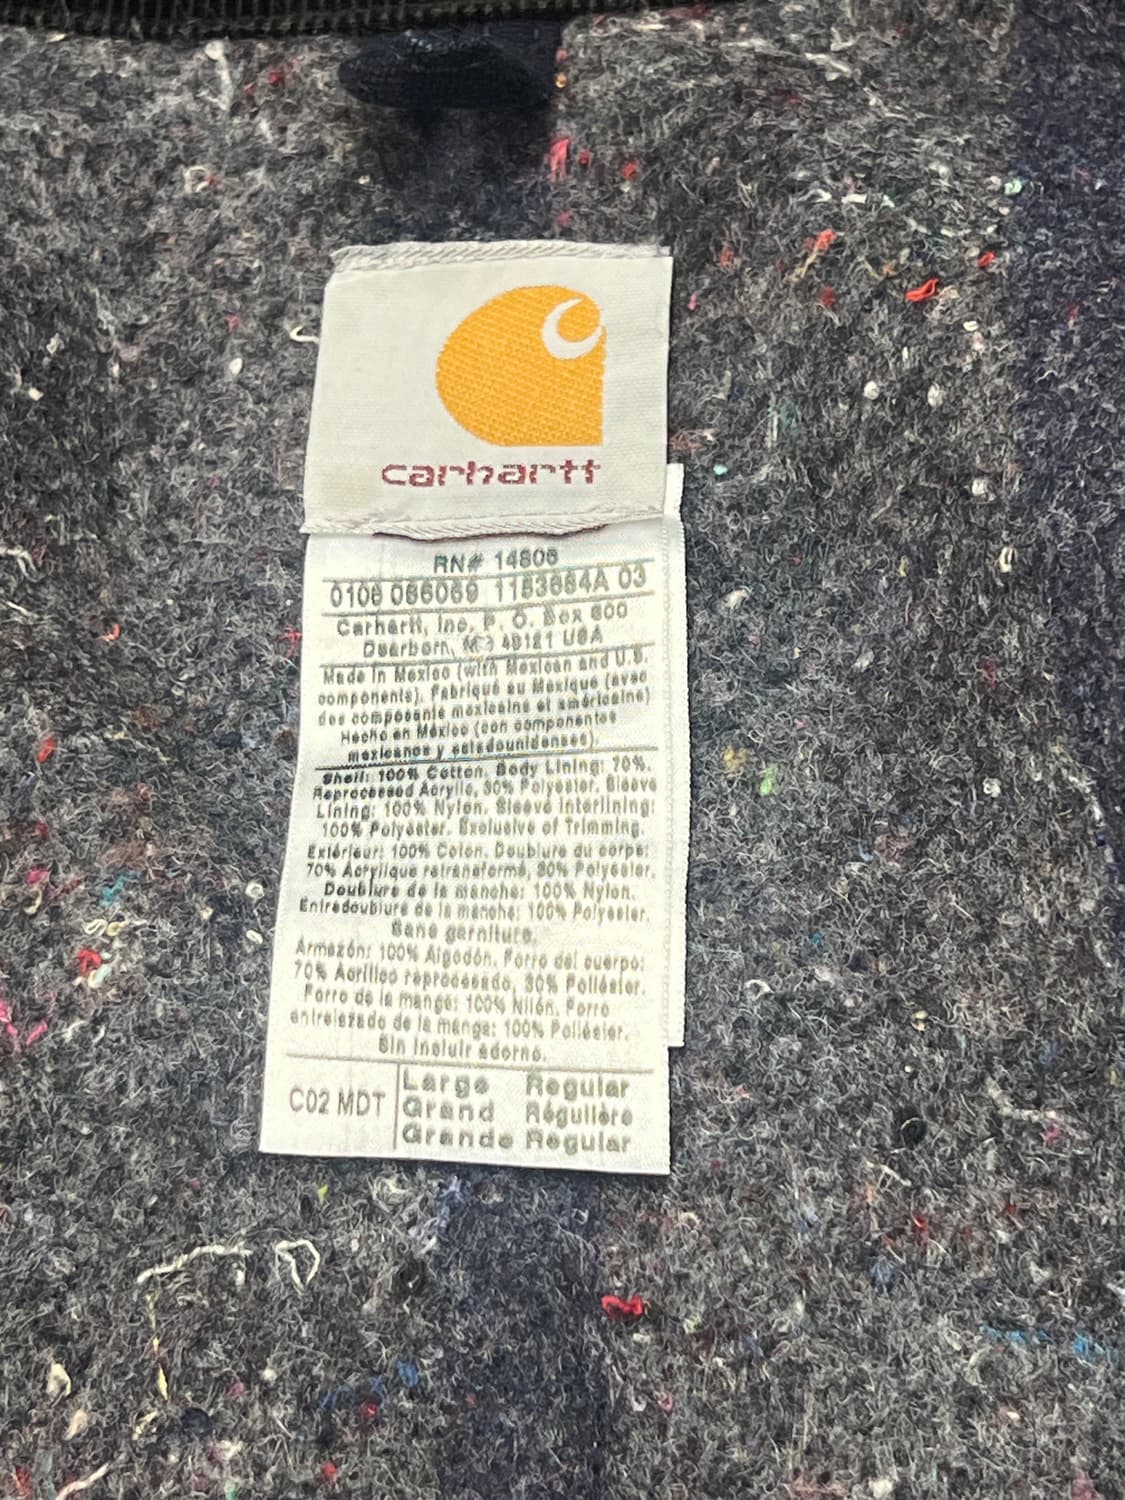 carhartt
RN# 14806
0106 086069 1183684A 03
Carhartt, Inc. P. O. Box 600
Dearborn, MI 48121 USA
Made in Mexico (with Mexican and U.S.
components). Fabriqué au Mexique (avec
des composants mexicains et américains)
Hecho en México (con componentes
mexicanos y estadounidenses).
Shell: 100% Cotton. Body Lining: 70%
Reprocessed Acrylic, 30% Polyester. Sleeve
Lining: 100% Nylon. Sleeve Interlining:
100% Polyester. Exclusive of Trimming.
Extérieur: 100% Coton. Doublure du corps:
70% Acrylique retransformé, 30% Polyester.
Doublure de la manche: 100% Nylon.
Entredoublure de la manche: 100% Polyester.
Sans garniture.
Armazón: 100% Algodón. Forro del cuerpo:
70% Acrílico reprocesado, 30% Poliéster.
Forro de la manga: 100% Nilón. Forro
entrelazado de la manga: 100% Poliéster.
Sin incluir adorno.
C02 MDT Large Regular
Grand Régulière
Grande Regular